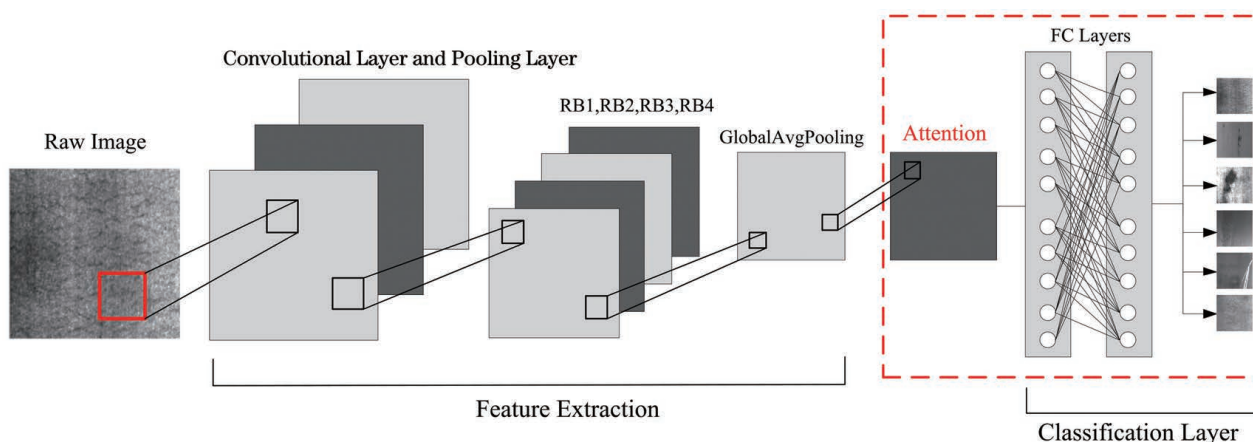 Raw Image
Convolutional Layer and Pooling Layer
RB1,RB2,RB3,RB4
GlobalAvgPooling
Attention
FC Layers
Feature Extraction
Classification Layer